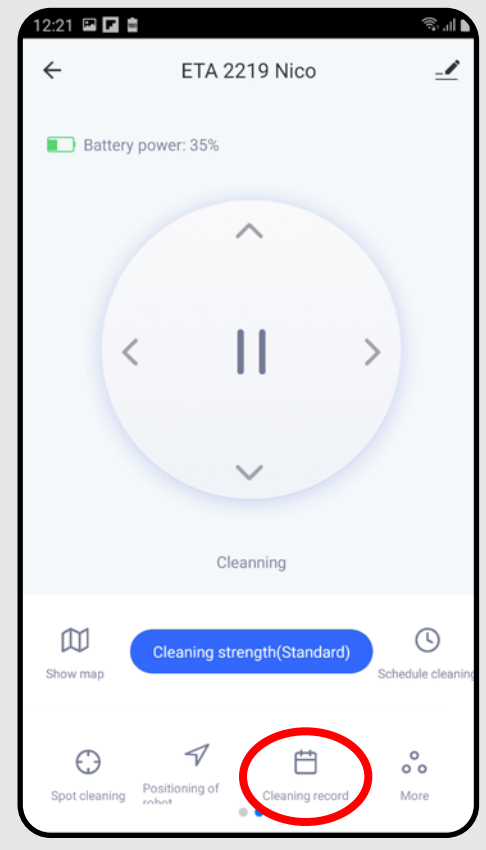 12:21
ETA 2219 Nico
Battery power: 35%
Cleanning
Show map
Cleaning strength(Standard)
Schedule cleaning
Spot cleaning
Positioning of
robot
Cleaning record
More